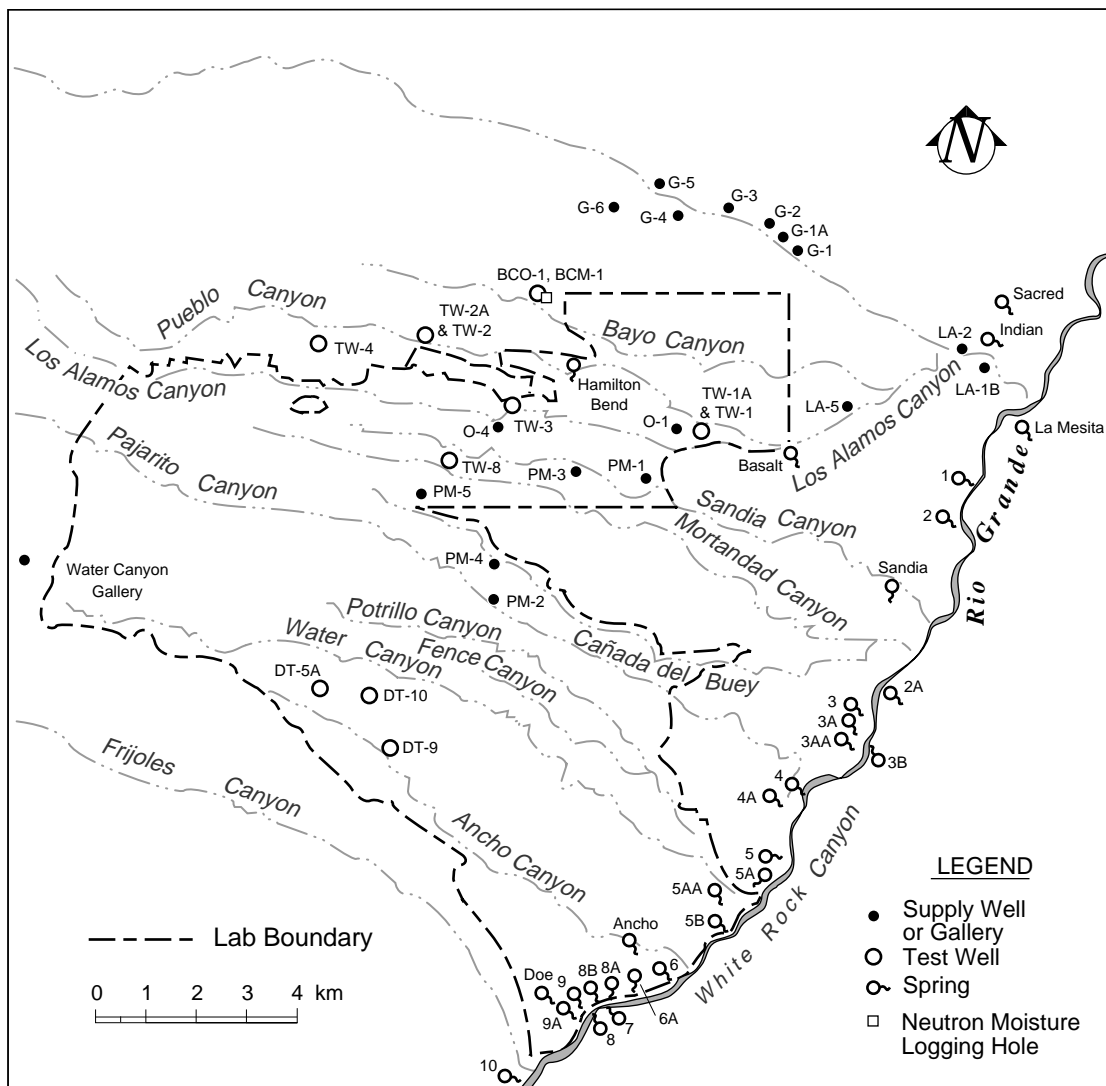 N
G-5
G-3
G-6
G-4
G-2
G-1A
G-1
BCO-1, BCM-1
Sacred
Pueblo Canyon
TW-2A
& TW-2
Bayo Canyon
LA-2
Indian
TW-4
Los Alamos Canyon
Hamilton
Bend
LA-1B
TW-1A
& TW-1
LA-5
Los Alamos Canyon
TW-3
O-4
O-1
La Mesita
Pajarito Canyon
TW-8
Basalt
PM-3
PM-1
1
PM-5
2
Sandia Canyon
Mortandad Canyon
Rio Grande
Water Canyon
Gallery
PM-4
Sandia
PM-2
Potrillo Canyon
Water Canyon
Fence Canyon
Cañada del Buey
DT-5A
DT-10
2A
3
3A
3AA
DT-9
3B
Frijoles Canyon
4
4A
Ancho Canyon
5
5A
5AA
5B
White Rock Canyon
LEGEND
Supply Well
or Gallery
Test Well
Spring
Neutron Moisture
Logging Hole
Lab Boundary
0 1 2 3 4 km
Ancho
Doe
9
8B
8A
6
9A
6A
7
8
10